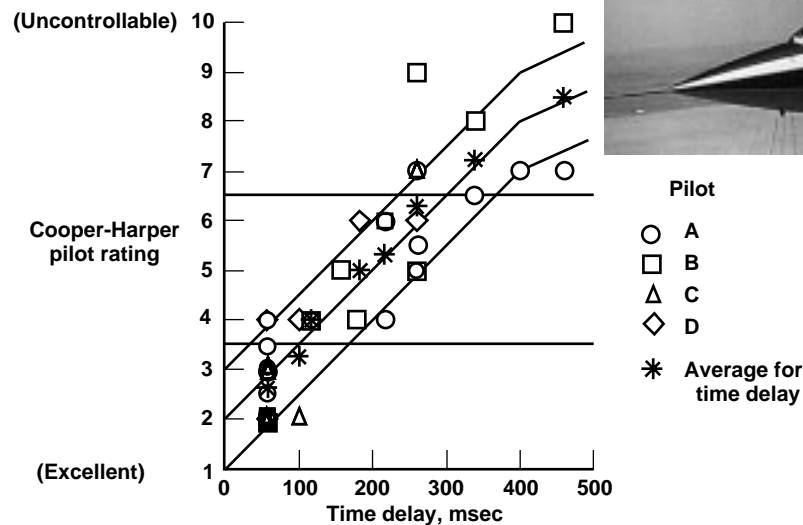 (Uncontrollable)
10
9
8
7
6
5
4
3
2
1
Cooper-Harper
pilot rating
(Excellent)
0 100 200 300 400 500
Time delay, msec
Pilot
A
B
C
D
Average for
time delay